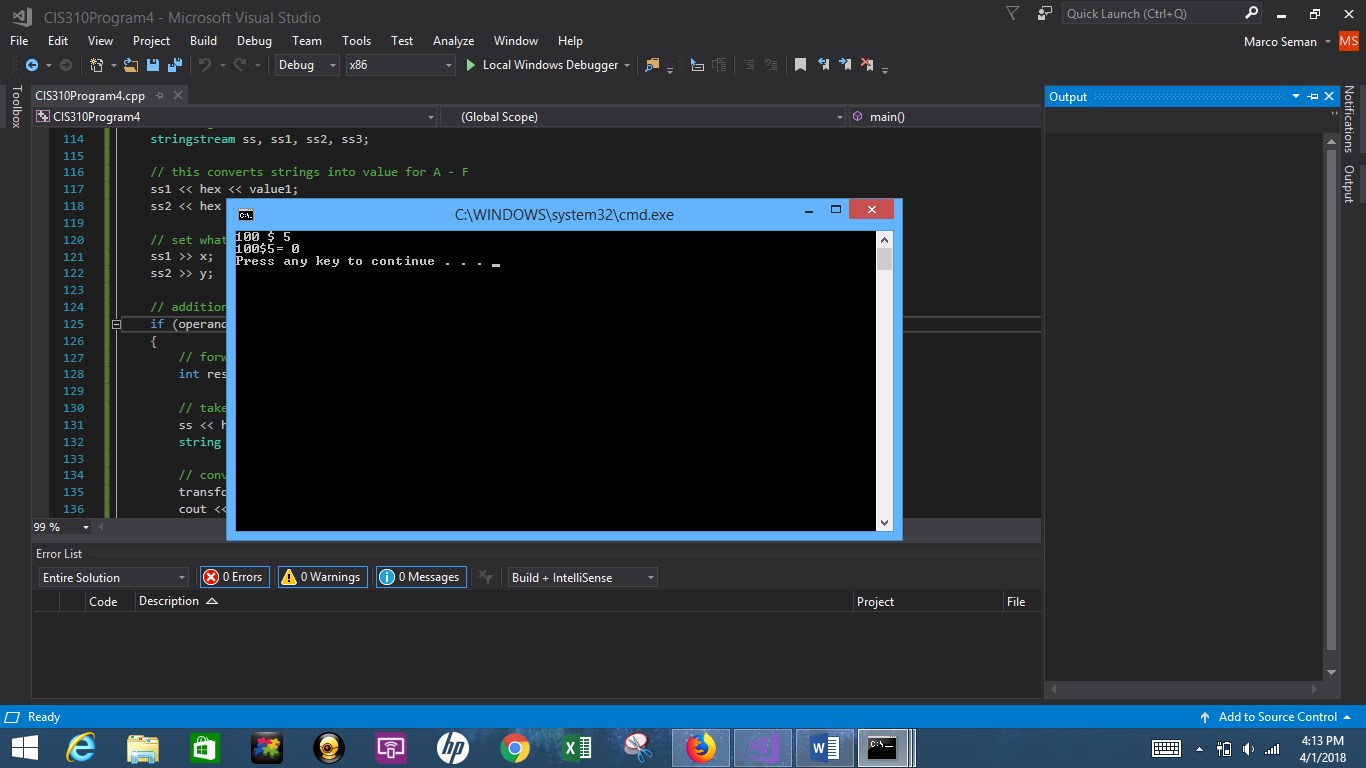 CIS310Program4 - Microsoft Visual Studio
Quick Launch (Ctrl+Q)
File Edit View Project Build Debug Team Tools Test Analyze Window Help
Marco Seman MS
Debug x86 Local Windows Debugger
Toolbox
CIS310Program4.cpp
CIS310Program4 (Global Scope) main()
114 stringstream ss, ss1, ss2, ss3;
115
116 // this converts strings into value for A - F
117 ss1 << hex << value1;
118 ss2 << hex
119
120 // set what
121 ss1 >> x;
122 ss2 >> y;
123
124 // addition
125 if (operand
126 {
127 // forw
128 int res
129
130 // take
131 ss << h
132 string
133
134 // conv
135 transfo
136 cout <<
99 %
C:\WINDOWS\system32\cmd.exe
C:\.
100 $ 5
100$5= 0
Press any key to continue . . . _
Output
Notifications
Output
Error List
Entire Solution 0 Errors 0 Warnings 0 Messages Build + IntelliSense
Code Description Project File
Ready
Add to Source Control
hp
4:13 PM
4/1/2018